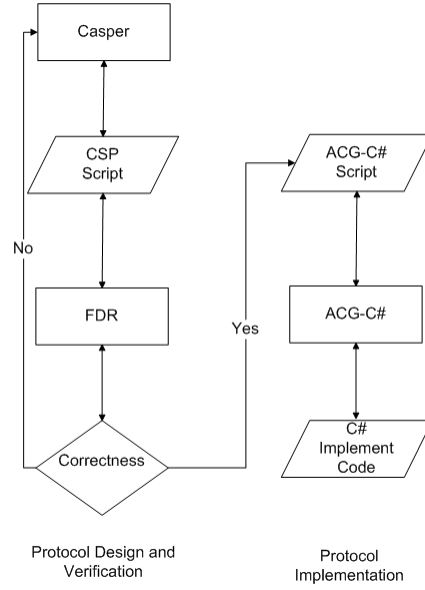 Casper
CSP
Script
No
FDR
Correctness
Yes
ACG-C#
Script
ACG-C#
C#
Implement
Code
Protocol Design and
Verification
Protocol
Implementation